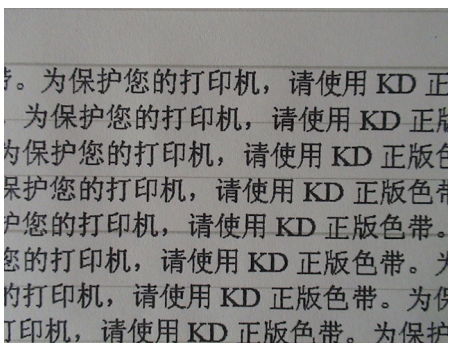 。为保护您的打印机，请使用 KD 正
为保护您的打印机，请使用 KD 正版
为保护您的打印机，请使用 KD 正版色
保护您的打印机，请使用 KD 正版色带
护您的打印机，请使用 KD 正版色带。
您的打印机，请使用 KD 正版色带。为
的打印机，请使用 KD 正版色带。为保
打印机，请使用 KD 正版色带。为保护